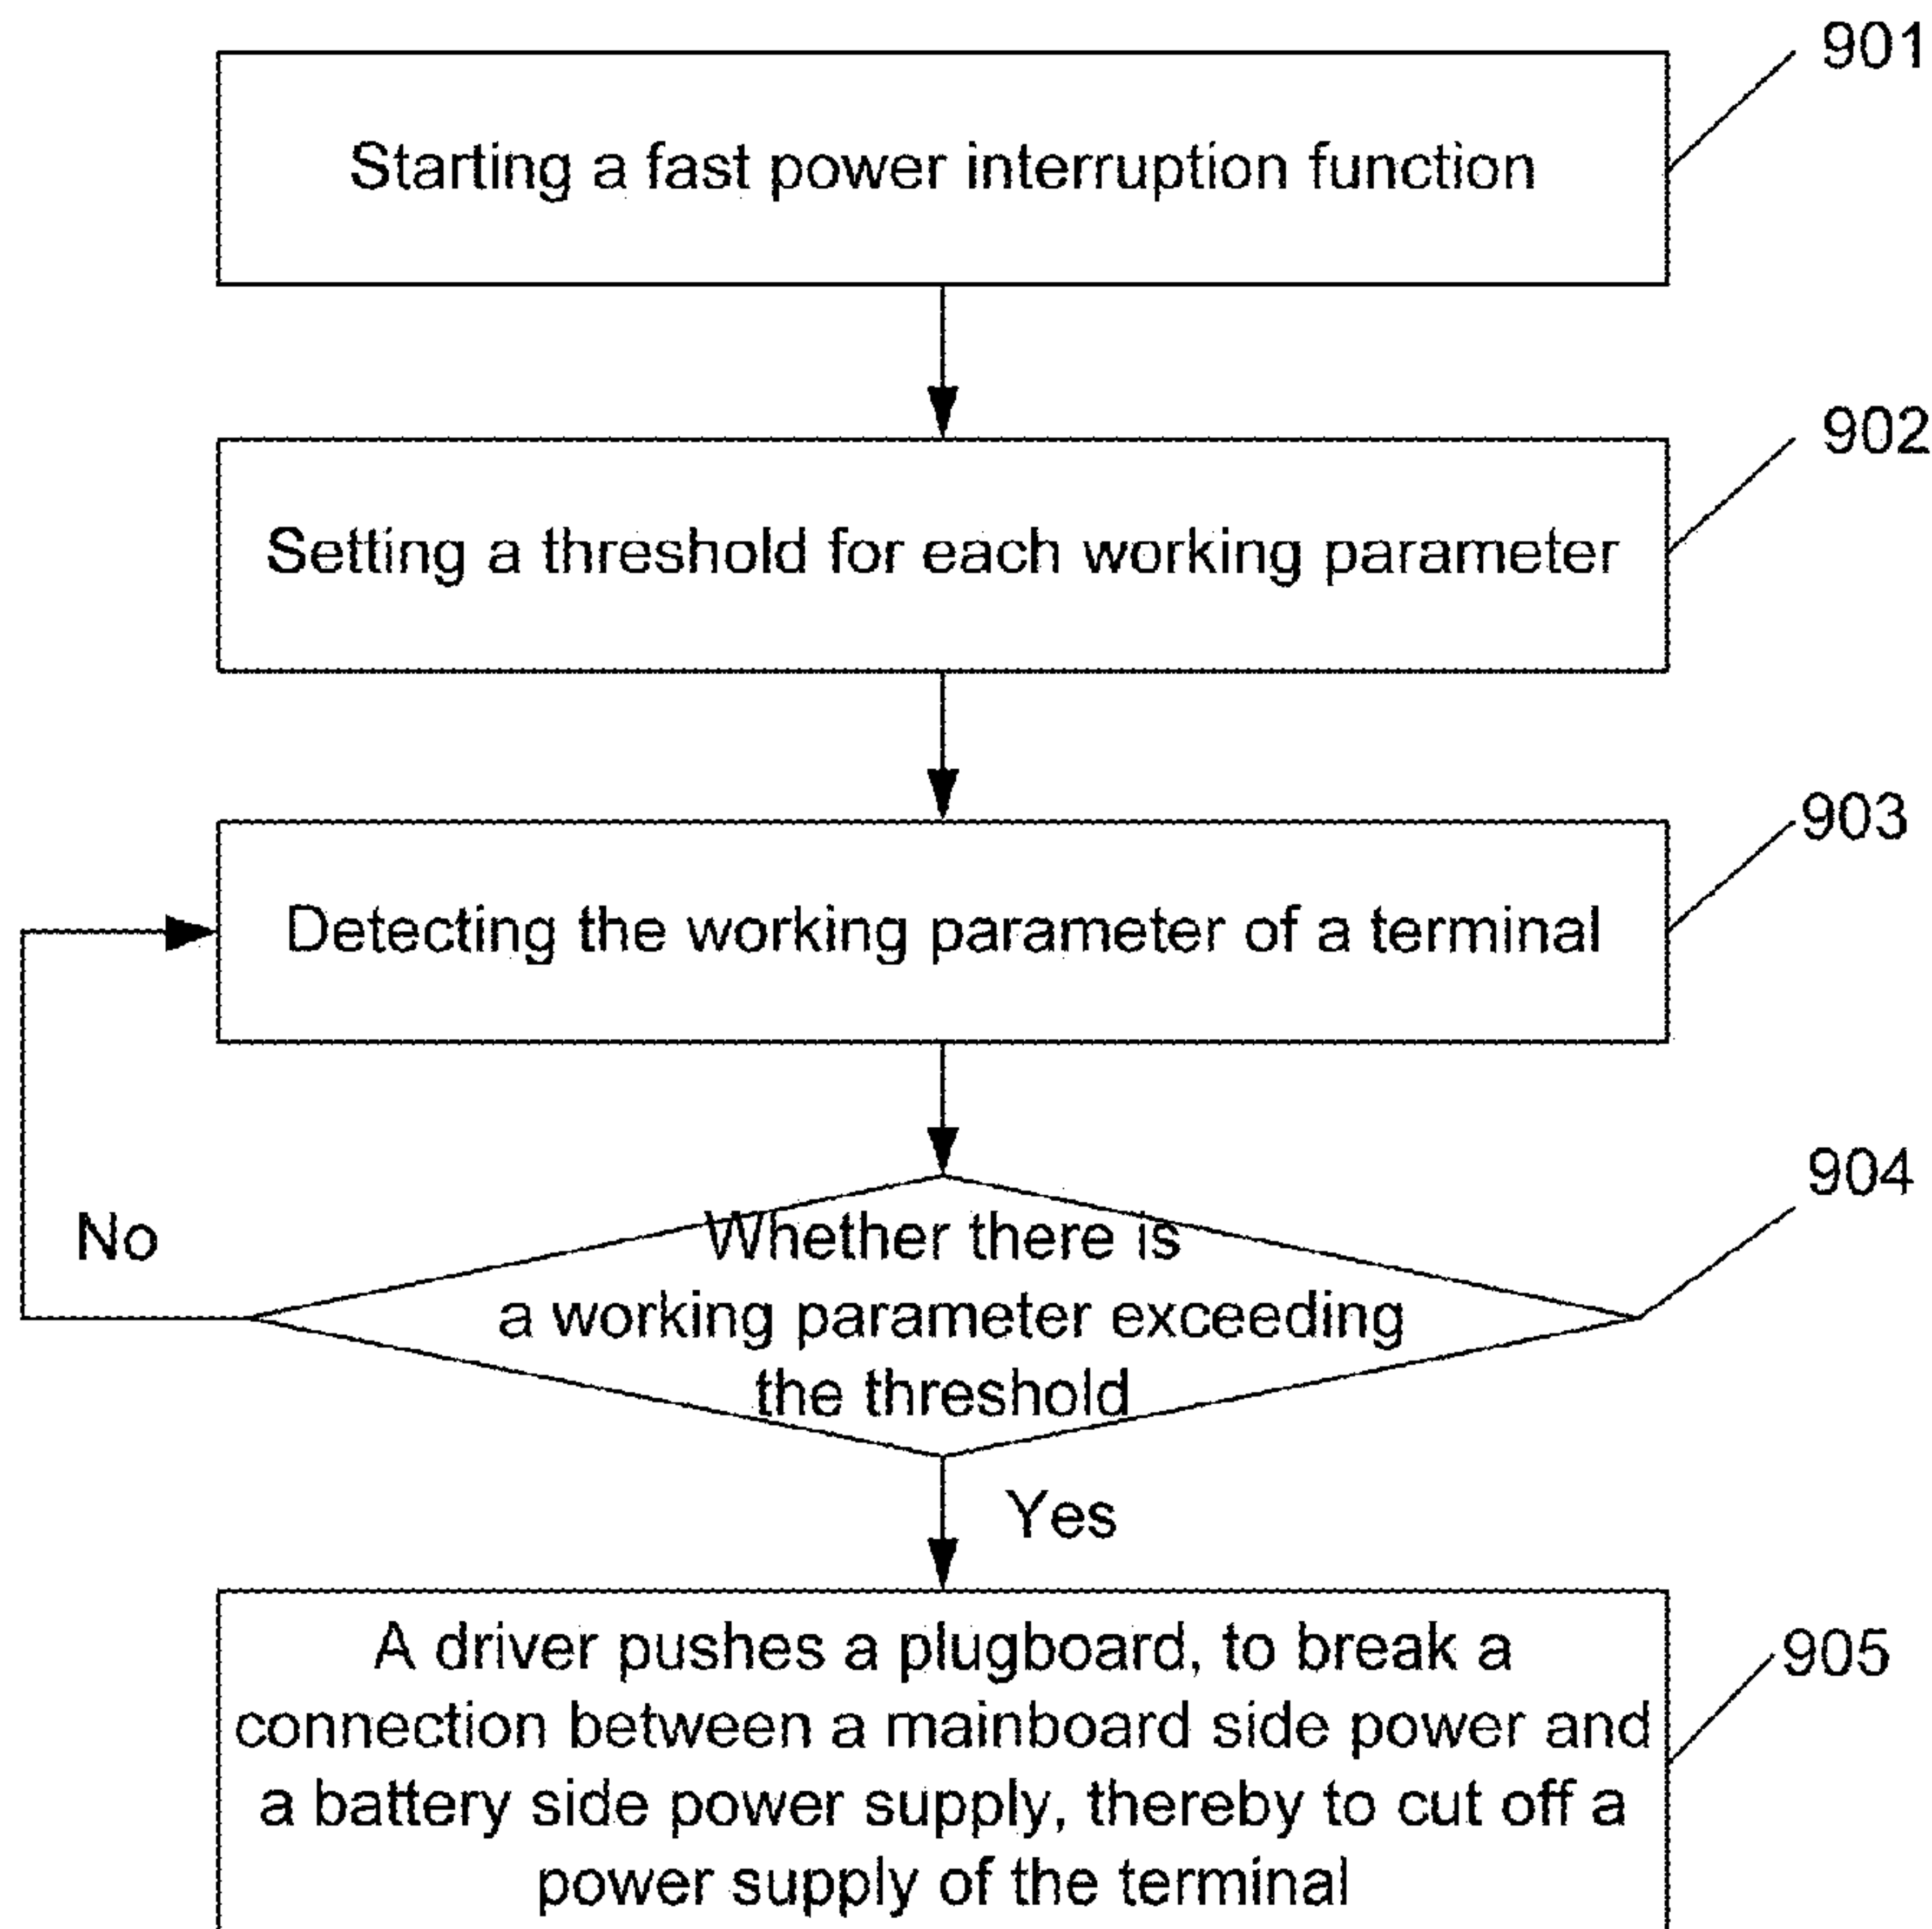 901
Starting a fast power interruption function
902
Setting a threshold for each working parameter
903
Detecting the working parameter of a terminal
904
No
Whether there is
a working parameter exceeding
the threshold
Yes
A driver pushes a plugboard, to break a
905
connection between a mainboard side power and
a battery side power supply, thereby to cut off a
power supply of the terminal